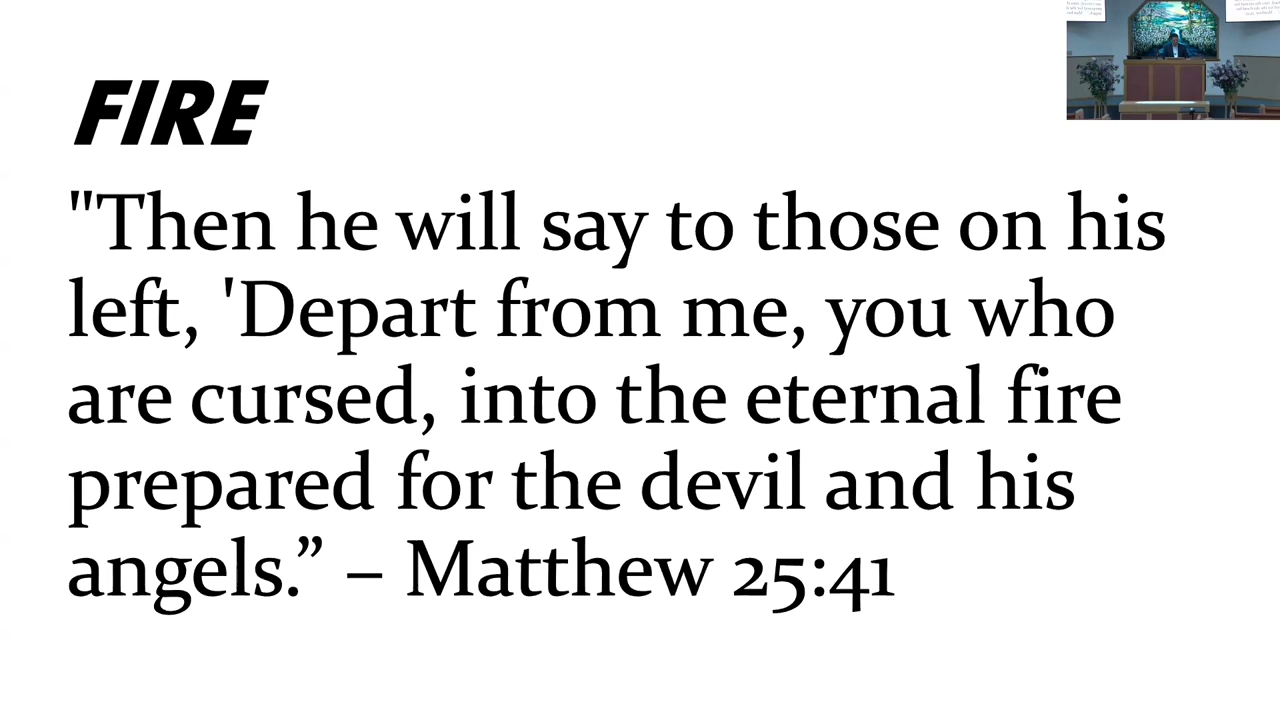 FIRE
"Then he will say to those on his
left, 'Depart from me, you who
are cursed, into the eternal fire
prepared for the devil and his
angels.” – Matthew 25:41